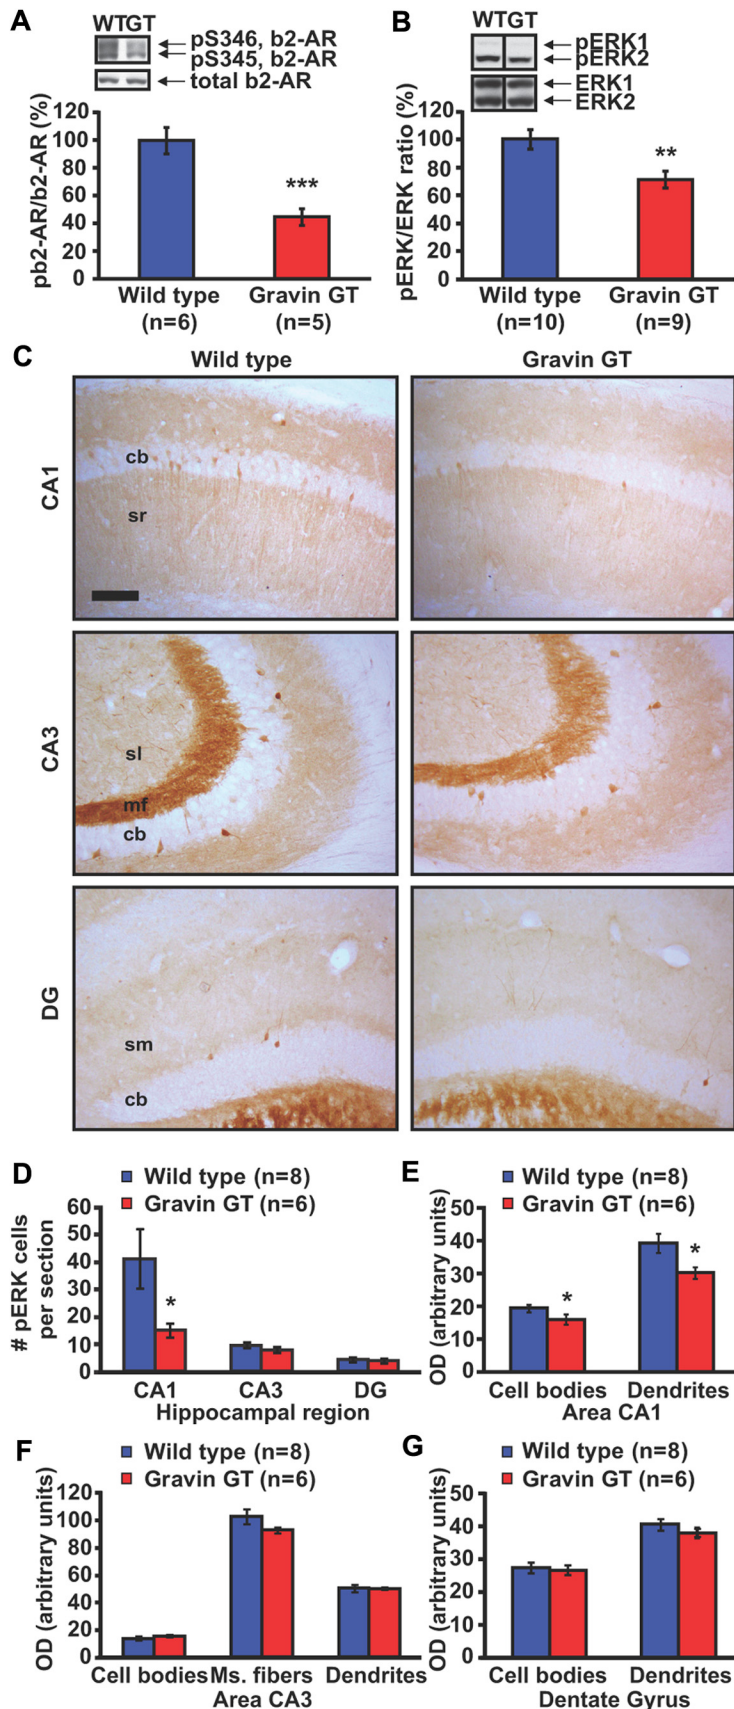 A
WTGT
pS346, b2-AR
pS345, b2-AR
total b2-AR
pb2-AR/b2-AR (%)
120
100
80
60
40
20
0
***
Wild type
(n=6)
Gravin GT
(n=5)
B
WTGT
pERK1
pERK2
ERK1
ERK2
pERK/ERK ratio (%)
120
100
80
60
40
20
0
**
Wild type
(n=10)
Gravin GT
(n=9)
C
Wild type
Gravin GT
CA1
cb
sr
CA3
sl
mf
cb
DG
sm
cb
D
Wild type (n=8)
Gravin GT (n=6)
# pERK cells
per section
60
50
40
30
20
10
0
*
CA1
CA3
DG
Hippocampal region
E
Wild type (n=8)
Gravin GT (n=6)
OD (arbitrary units)
50
40
30
20
10
0
*
*
Cell bodies
Dendrites
Area CA1
F
Wild type (n=8)
Gravin GT (n=6)
OD (arbitrary units)
120
100
80
60
40
20
0
Cell bodies
Ms. fibers
Dendrites
Area CA3
G
Wild type (n=8)
Gravin GT (n=6)
OD (arbitrary units)
50
40
30
20
10
0
Cell bodies
Dendrites
Dentate Gyrus